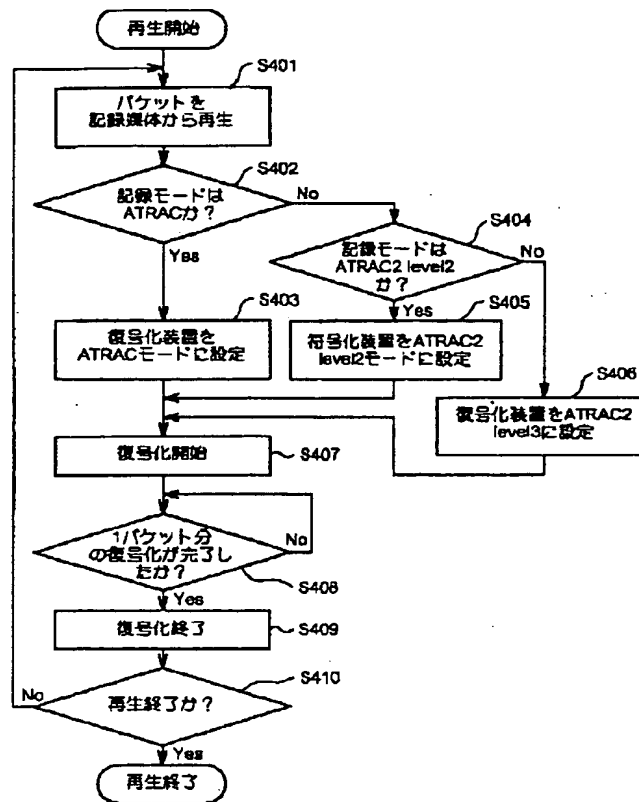 再生開始
S401
パケットを
記録媒体から再生
S402
記録モードは
ATRACか?
No
Yes
S404
記録モードは
ATRAC2 level2
か?
No
Yes
S403
復号化装置を
ATRACモードに設定
S405
符号化装置をATRAC2
level2モードに設定
S406
復号化装置をATRAC2
level3に設定
復号化開始
S407
1パケット分
の復号化が完了し
たか?
No
S408
Yes
復号化終了
S409
S410
再生終了か?
No
Yes
再生終了